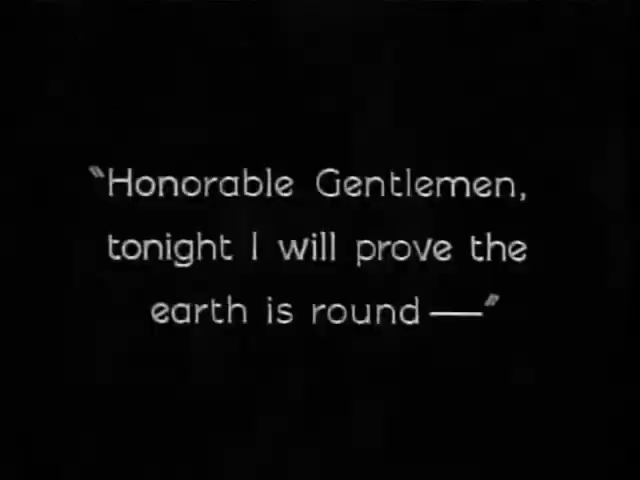 "Honorable Gentlemen,
tonight I will prove the
earth is round —"